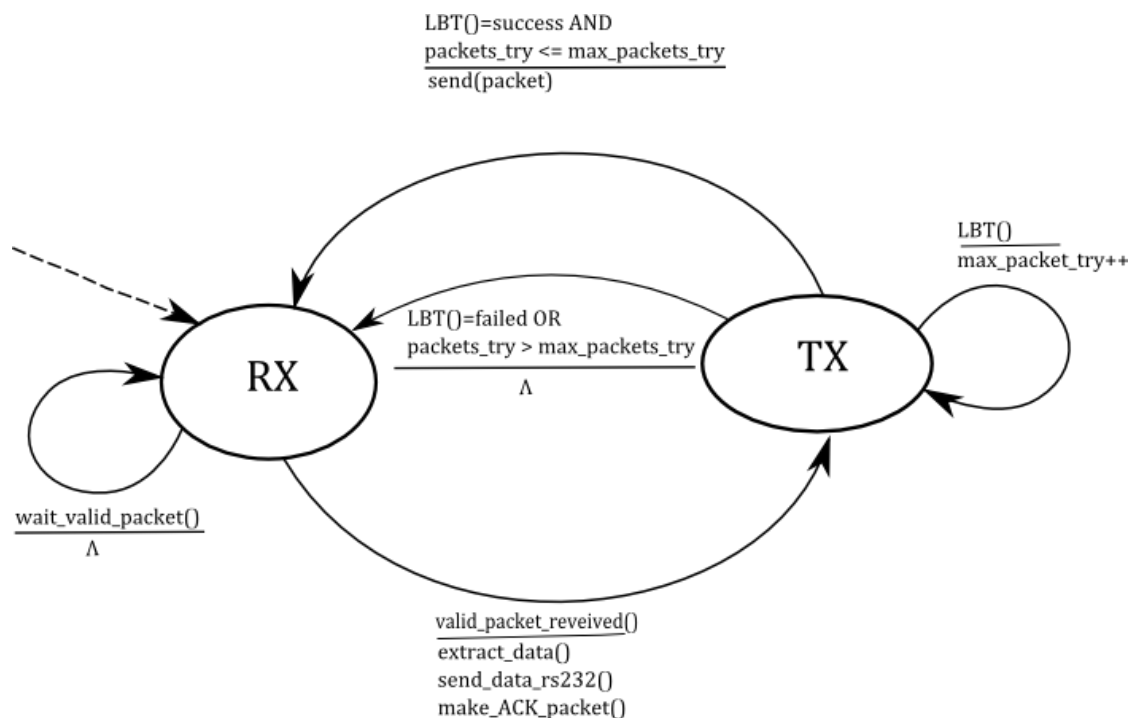 LBT()=success AND
packets_try <= max_packets_try
send(packet)
LBT()
max_packet_try++
LBT()=failed OR
packets_try > max_packets_try
Λ
RX
TX
wait_valid_packet()
Λ
valid_packet_reveived()
extract_data()
send_data_rs232()
make_ACK_packet()